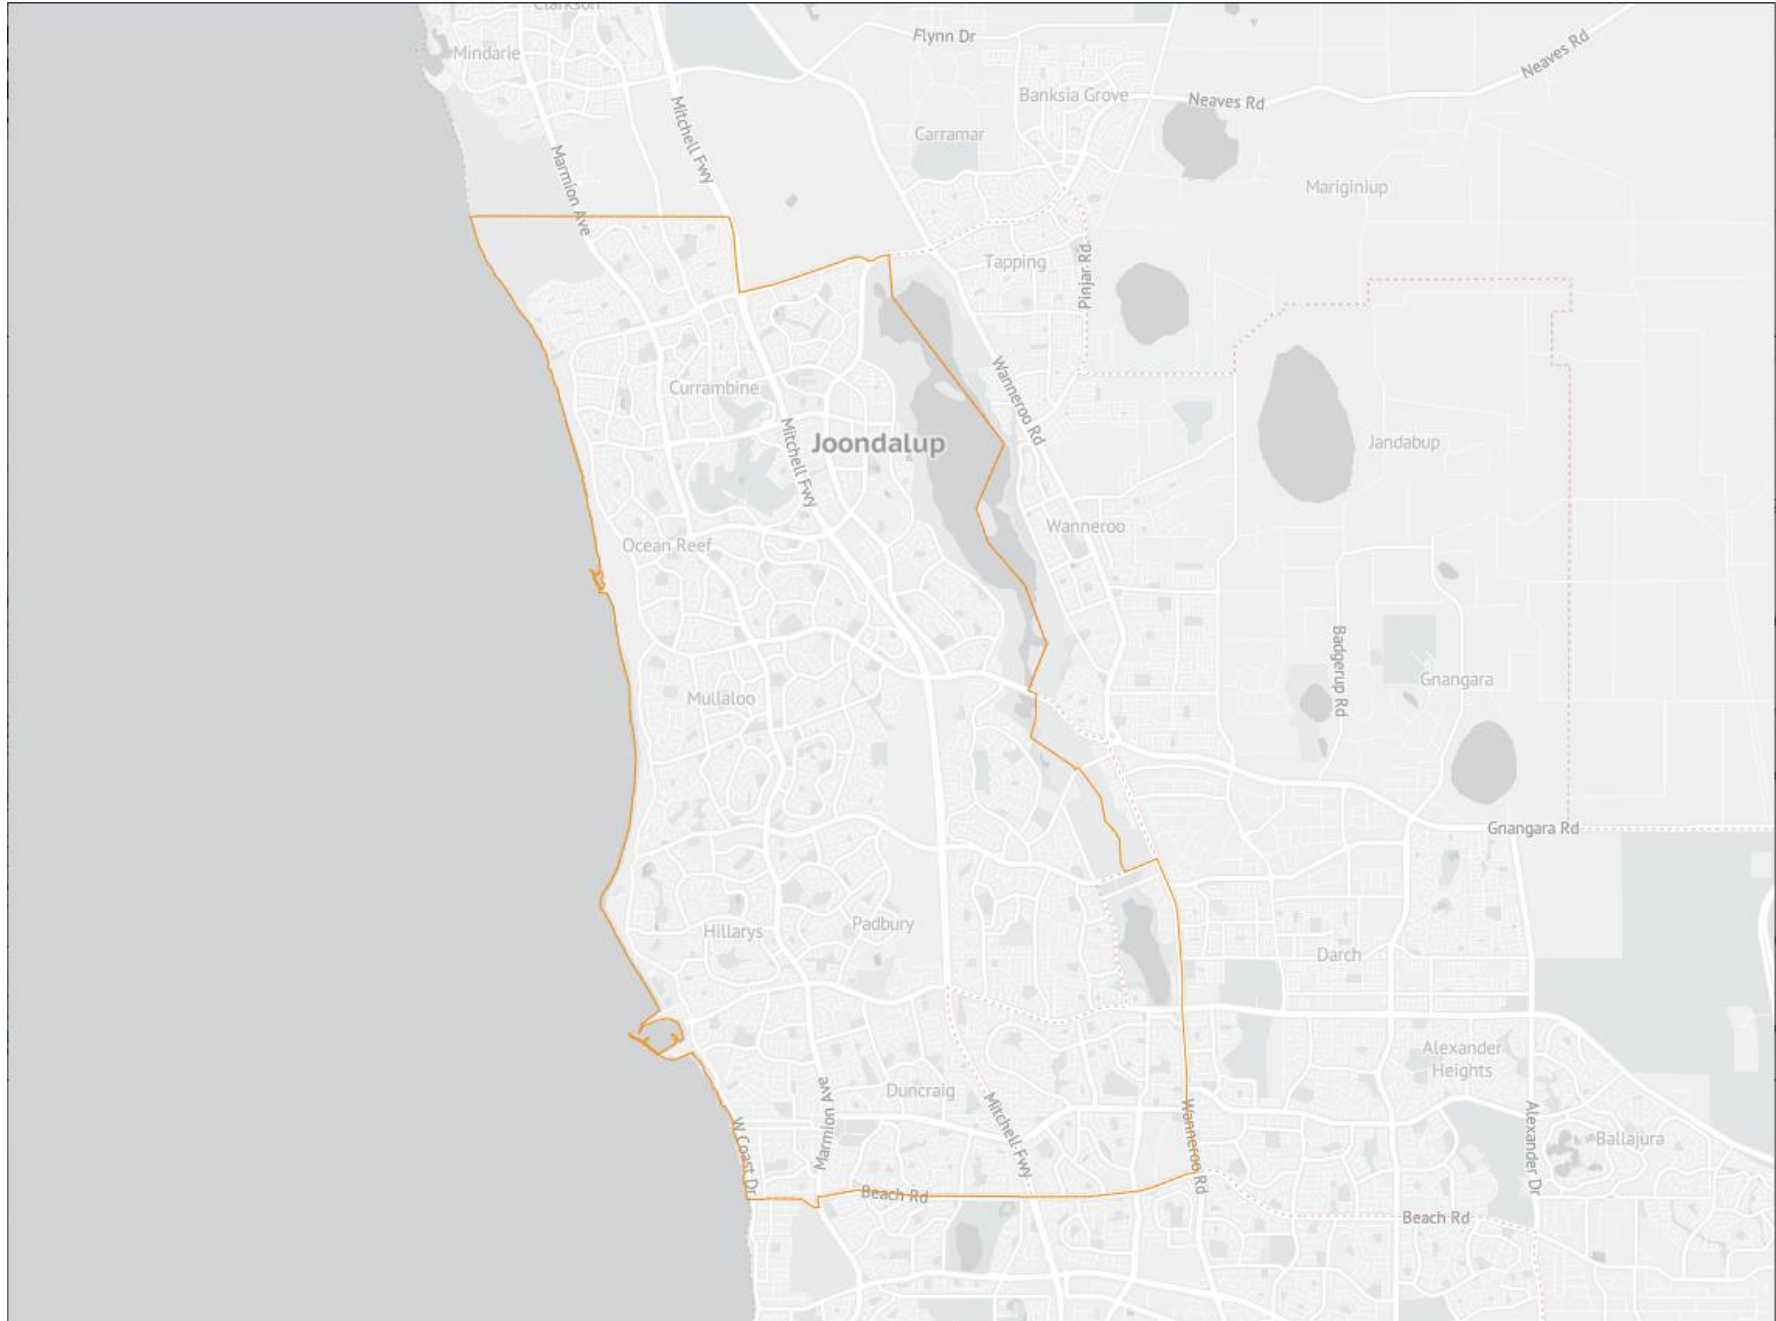 Clarkson
Mindarie
Flynn Dr
Neaves Rd
Banksia Grove
Neaves Rd
Mitchell Fwy
Carramar
Marmion Ave
Mariginiup
Tapping
Pinjar Rd
Wanneroo Rd
Currambine
Mitchell Fwy
Joondalup
Jandabup
Wanneroo
Ocean Reef
Badgerup Rd
Gnangara
Mullaloo
Gnangara Rd
Hillarys
Padbury
Darch
Alexander
Heights
Duncraig
Marmion Ave
Mitchell Fwy
Wanneroo Rd
W Coast Dr
Alexander Dr
Ballajura
Beach Rd
Beach Rd